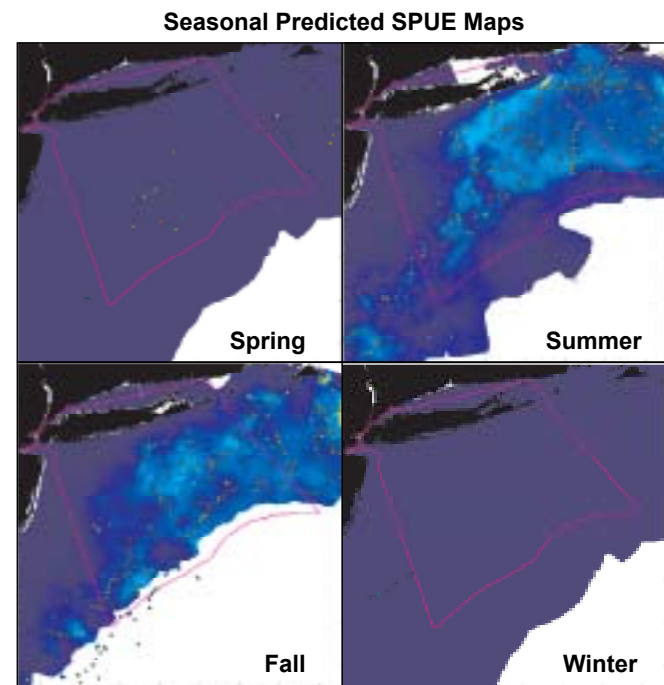 Seasonal Predicted SPUE Maps
Spring
Summer
Fall
Winter